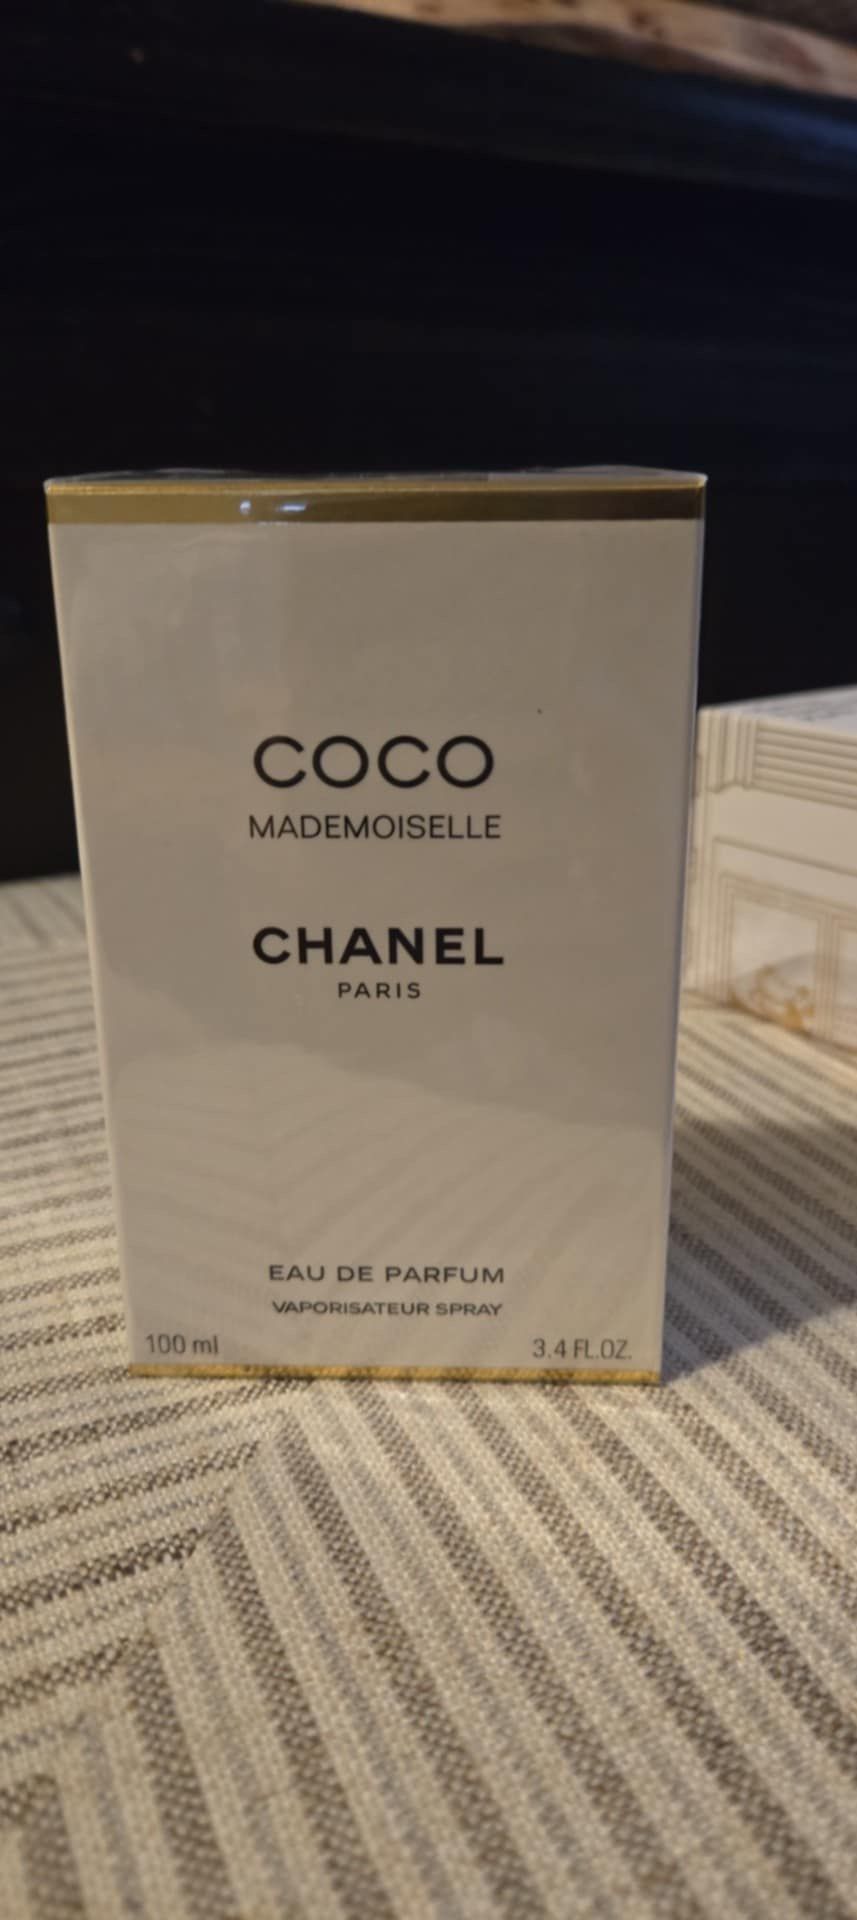 COCO
MADEMOISELLE
CHANEL
PARIS
EAU DE PARFUM
VAPORISATEUR SPRAY
100 ml
3.4 FL.OZ.